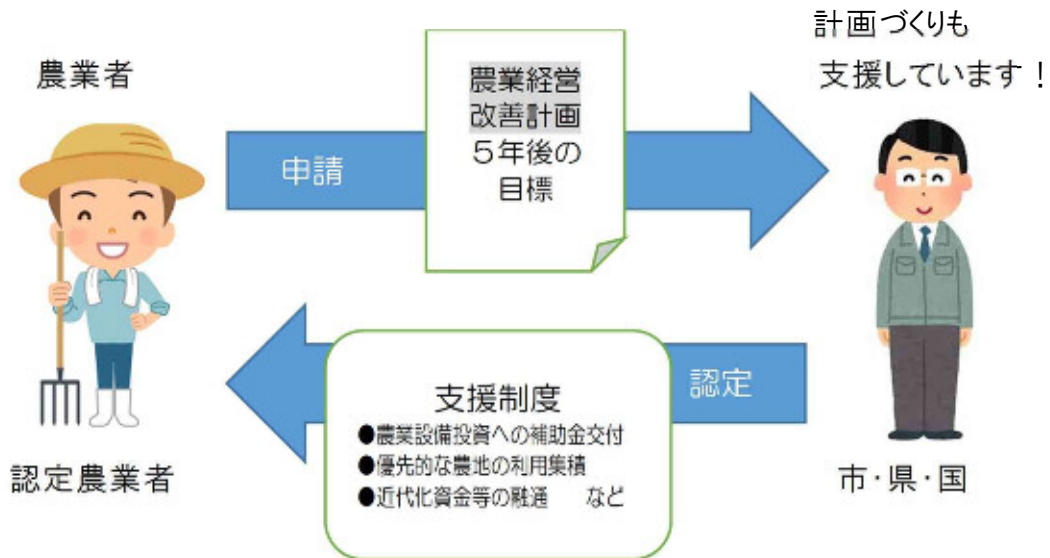 計画づくりも
支援しています！
農業者
申請
農業経営
改善計画
５年後の
目標
支援制度
●農業設備投資への補助金交付
●優先的な農地の利用集積
●近代化資金等の融通　など
認定
認定農業者
市・県・国